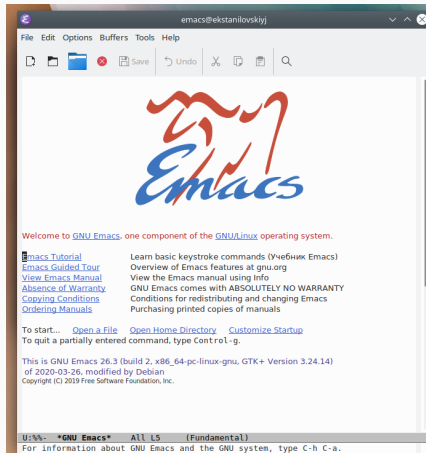 emacs@ekstanilovskiyj
File Edit Options Buffers Tools Help
Save Undo
Emacs
Welcome to GNU Emacs, one component of the GNU/Linux operating system.
Emacs Tutorial Learn basic keystroke commands (Учебник Emacs)
Emacs Guided Tour Overview of Emacs features at gnu.org
View Emacs Manual View the Emacs manual using Info
Absence of Warranty GNU Emacs comes with ABSOLUTELY NO WARRANTY
Copying Conditions Conditions for redistributing and changing Emacs
Ordering Manuals Purchasing printed copies of manuals
To start... Open a File Open Home Directory Customize Startup
To quit a partially entered command, type Control-g.
This is GNU Emacs 26.3 (build 2, x86_64-pc-linux-gnu, GTK+ Version 3.24.14)
of 2020-03-26, modified by Debian
Copyright (C) 2019 Free Software Foundation, Inc.
U:%%- *GNU Emacs* All L5 (Fundamental)
For information about GNU Emacs and the GNU system, type C-h C-a.